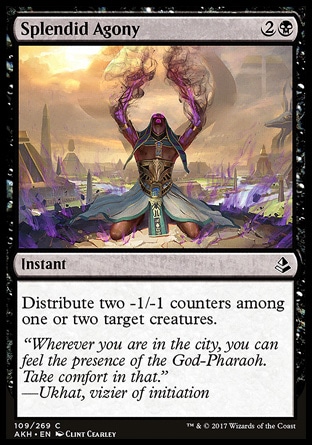 Splendid Agony 2
Instant
Distribute two -1/-1 counters among
one or two target creatures.
“Wherever you are in the city, you can
feel the presence of the God-Pharaoh.
Take comfort in that.”
—Ukhat, vizier of initiation
109/269 C
AKH • EN Clint Cearley
™ & © 2017 Wizards of the Coast